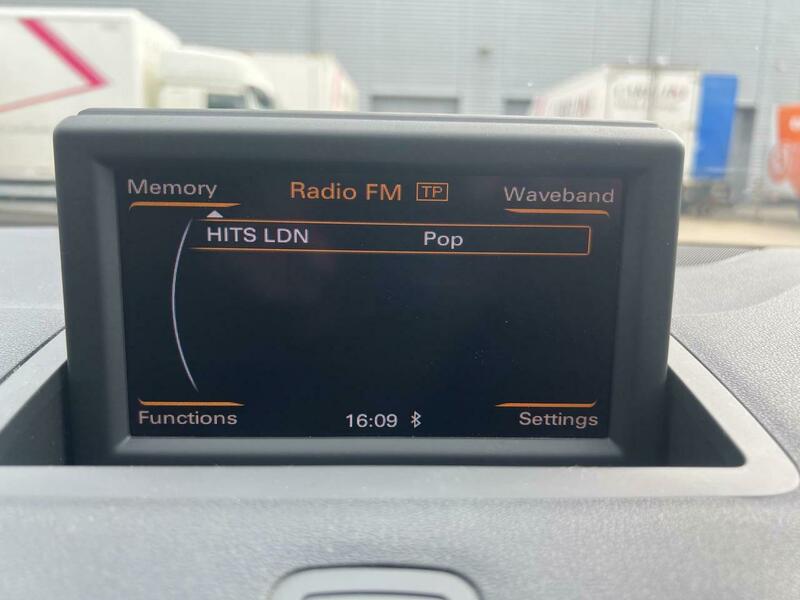 Memory
Radio FM TP
Waveband
HITS LDN Pop
Functions
16:09
Settings